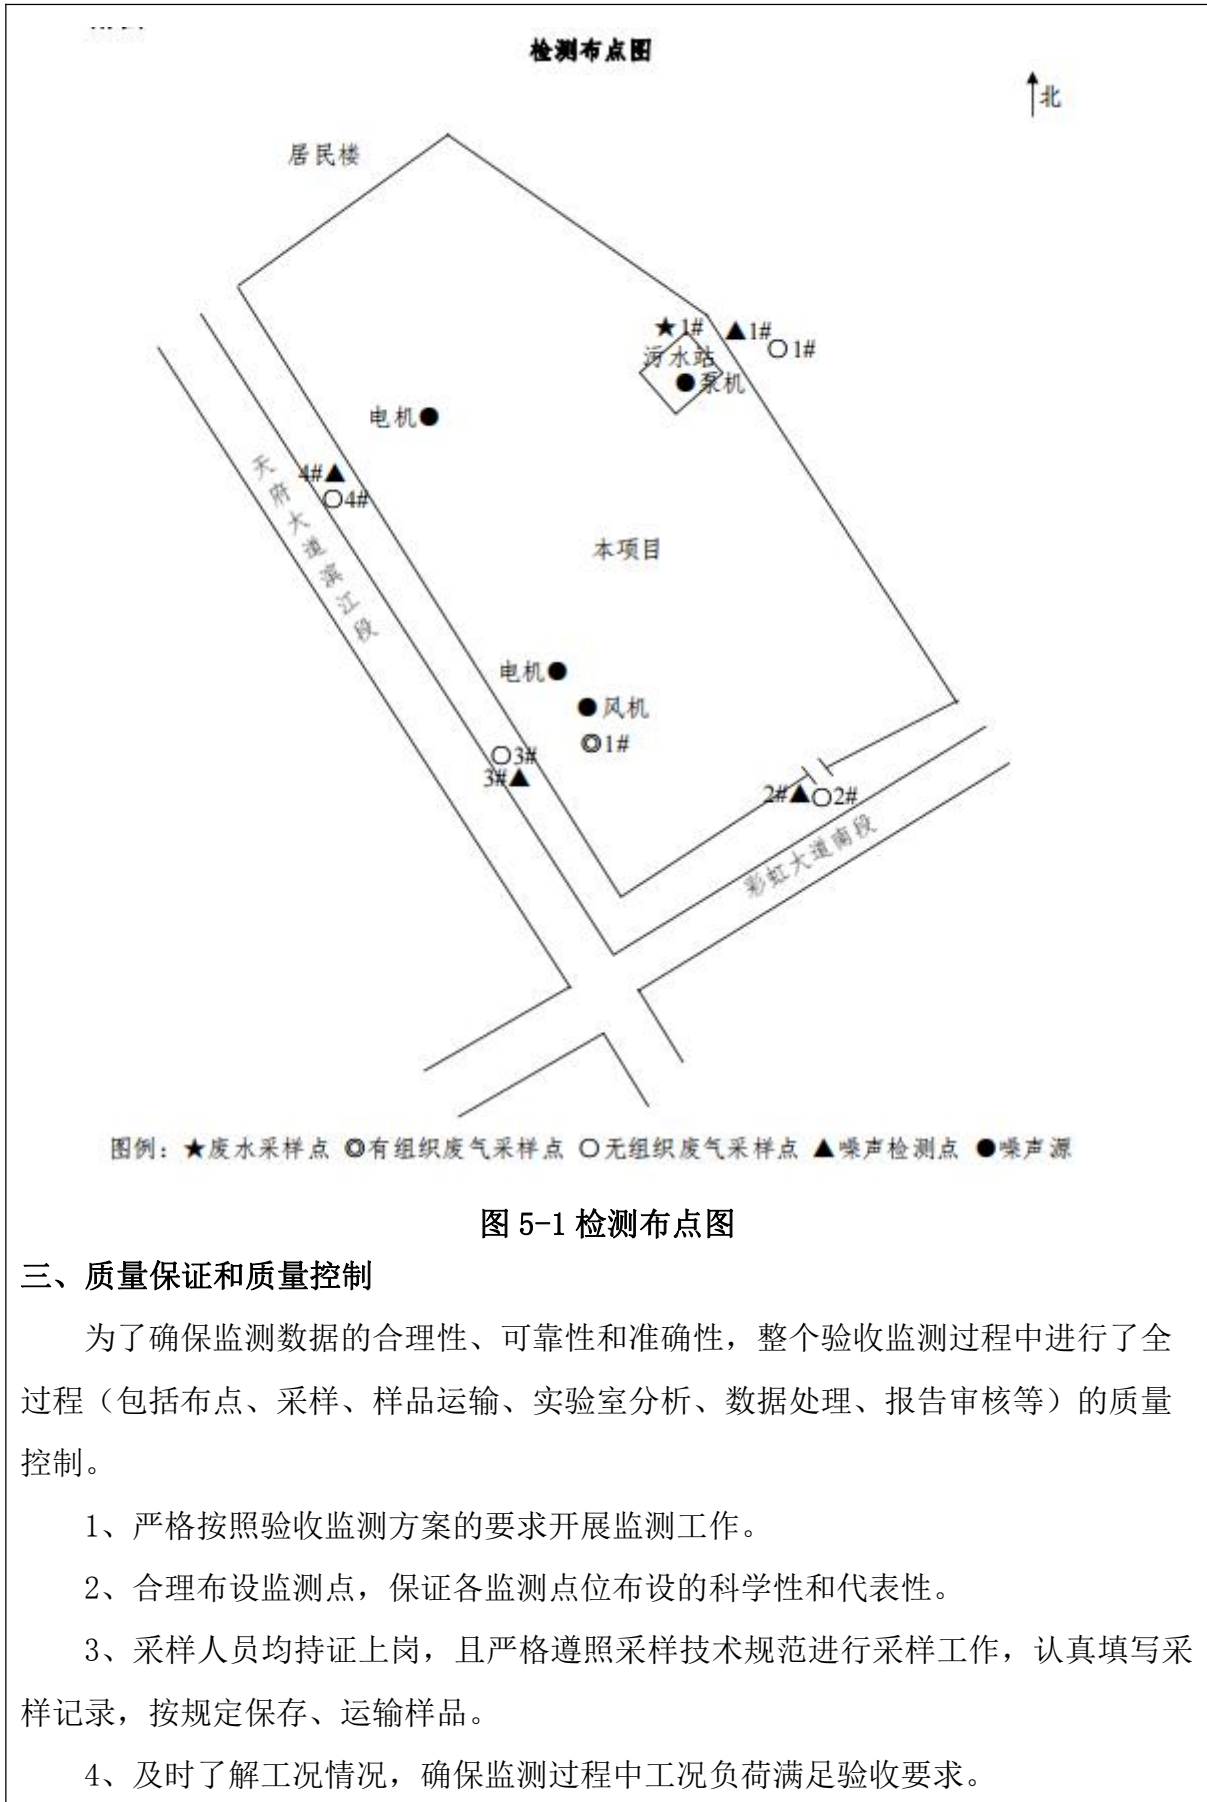 检测布点图
北
居民楼
★1#
▲1#
○1#
污水站
●泵机
电机●
4#▲
○4#
天府大道滨江段
本项目
电机●
●风机
◎1#
○3#
3#▲
2#▲○2#
彩虹大道南段
图例：★废水采样点 ◎有组织废气采样点 ○无组织废气采样点 ▲噪声检测点 ●噪声源
图 5-1 检测布点图
三、质量保证和质量控制
为了确保监测数据的合理性、可靠性和准确性，整个验收监测过程中进行了全
过程（包括布点、采样、样品运输、实验室分析、数据处理、报告审核等）的质量
控制。
1、严格按照验收监测方案的要求开展监测工作。
2、合理布设监测点，保证各监测点位布设的科学性和代表性。
3、采样人员均持证上岗，且严格遵照采样技术规范进行采样工作，认真填写采
样记录，按规定保存、运输样品。
4、及时了解工况情况，确保监测过程中工况负荷满足验收要求。